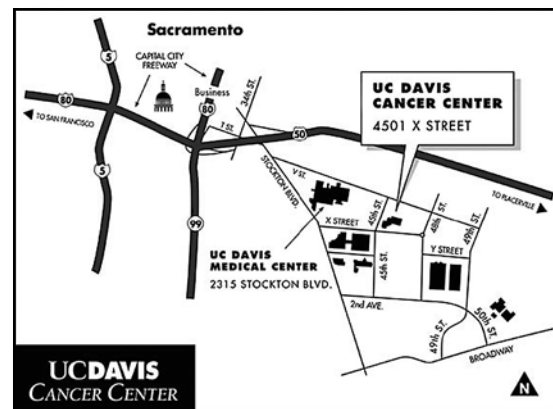 Sacramento
5
CAPITAL CITY
FREEWAY
Business
80
34th ST.
UC DAVIS
CANCER CENTER
4501 X STREET
80
TO SAN FRANCISCO
T ST.
50
STOCKTON BLVD.
V ST.
TO PLACERVILLE
5
99
X STREET
45th ST.
48th ST.
49th ST.
UC DAVIS
MEDICAL CENTER
2315 STOCKTON BLVD.
Y STREET
45th ST.
2nd AVE.
50th ST.
49th ST.
BROADWAY
UC DAVIS
CANCER CENTER
N